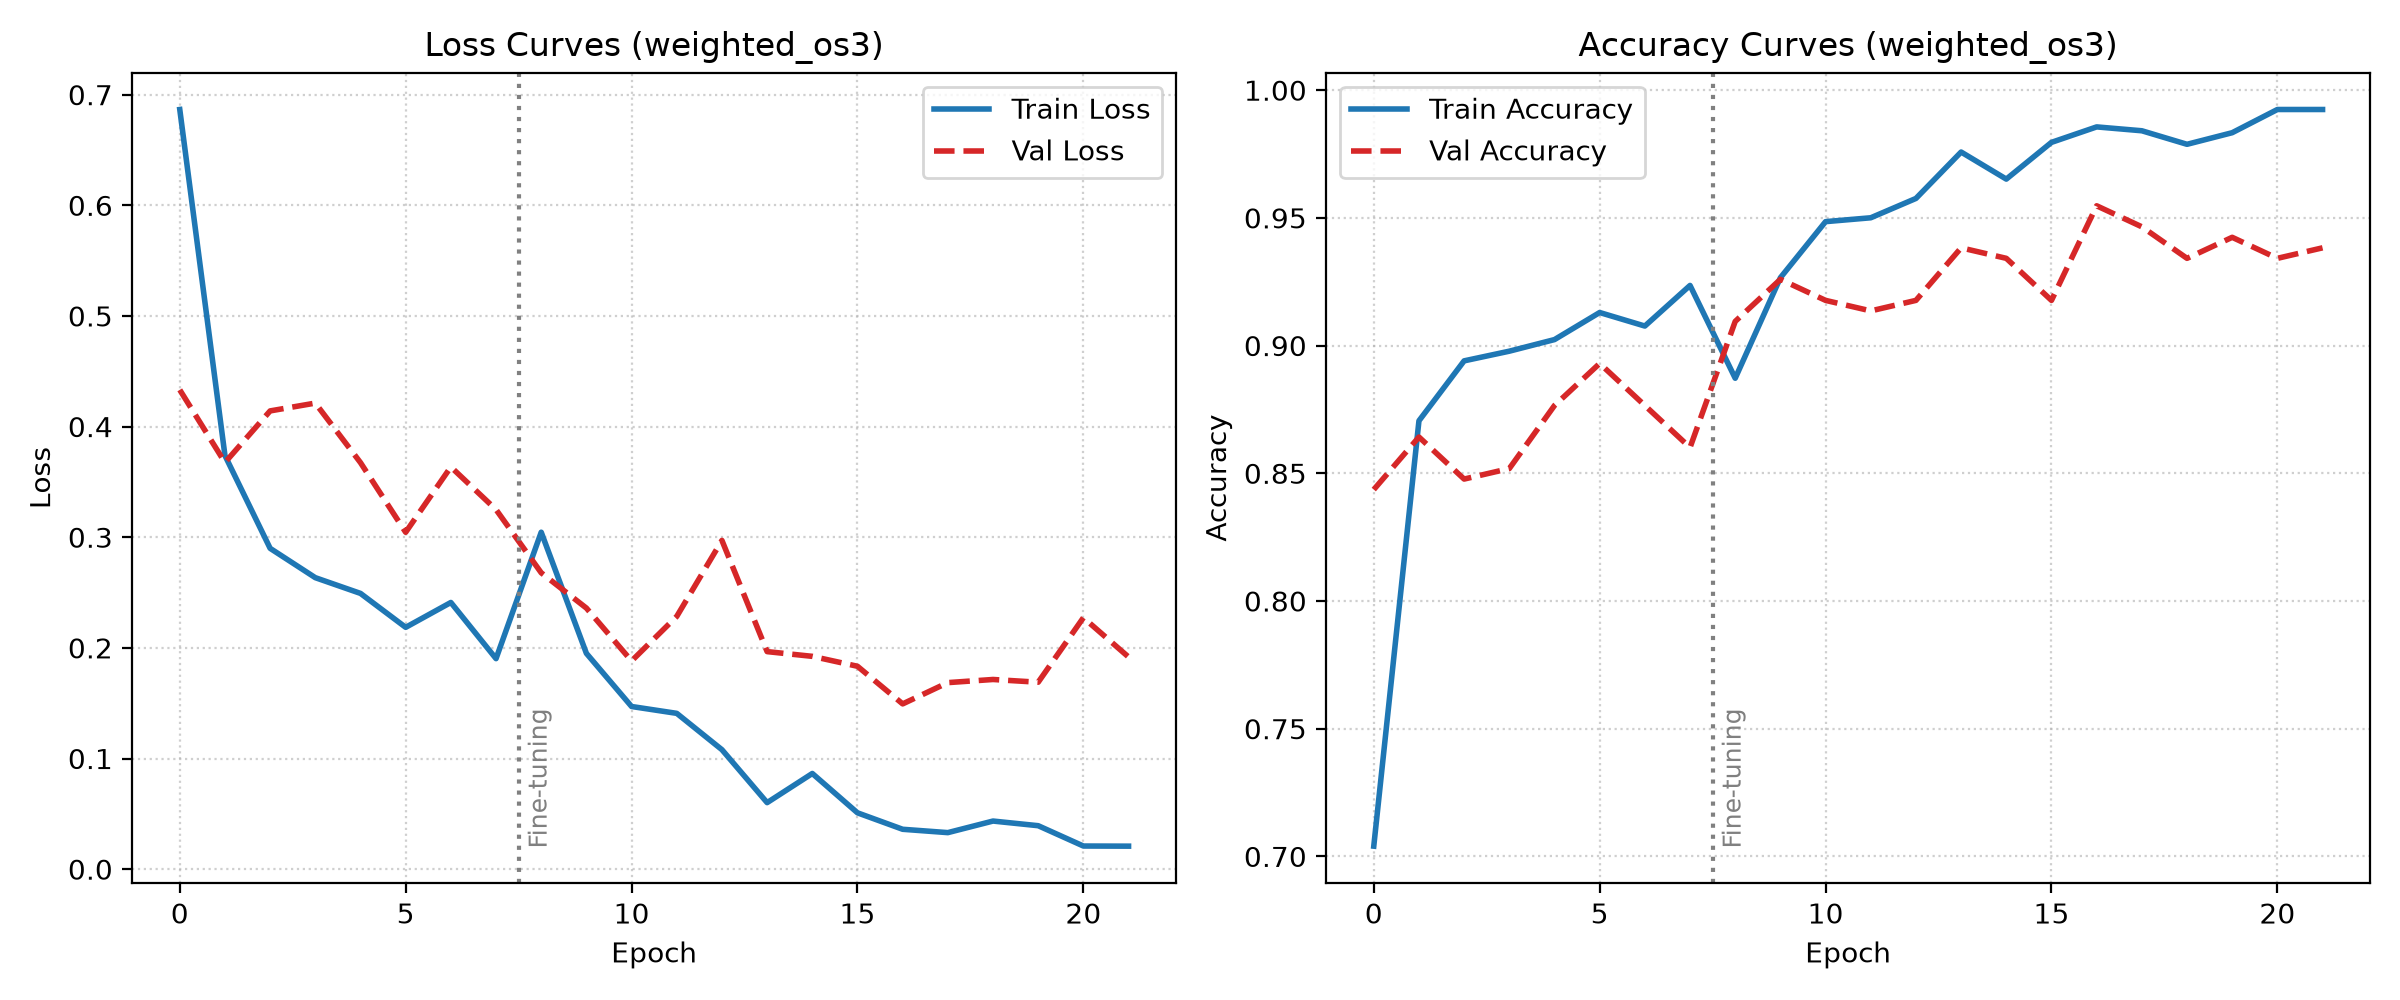 Loss Curves (weighted_os3)
0.7
0.6
0.5
0.4
0.3
0.2
0.1
0.0
Loss
Train Loss
Val Loss
Fine-tuning
0 5 10 15 20
Epoch
Accuracy Curves (weighted_os3)
1.00
0.95
0.90
0.85
0.80
0.75
0.70
Accuracy
Train Accuracy
Val Accuracy
Fine-tuning
0 5 10 15 20
Epoch